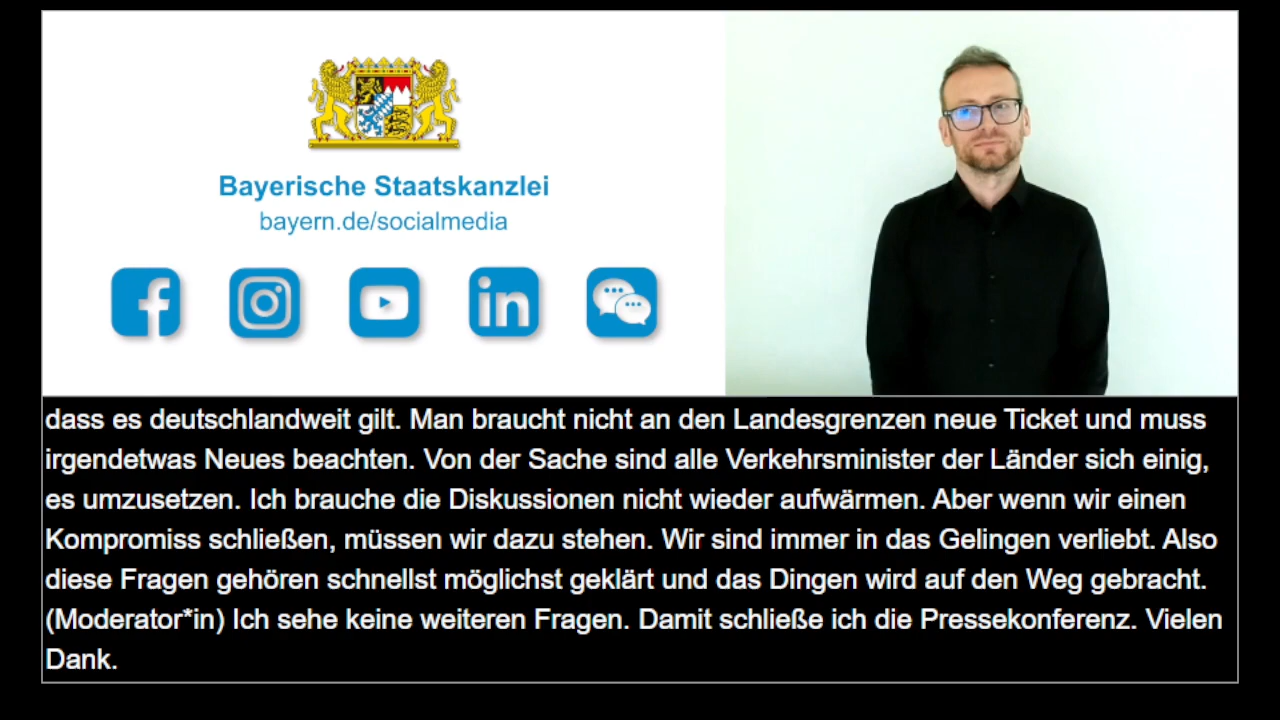 Bayerische Staatskanzlei
bayern.de/socialmedia
dass es deutschlandweit gilt. Man braucht nicht an den Landesgrenzen neue Ticket und muss
irgendetwas Neues beachten. Von der Sache sind alle Verkehrsminister der Länder sich einig,
es umzusetzen. Ich brauche die Diskussionen nicht wieder aufwärmen. Aber wenn wir einen
Kompromiss schließen, müssen wir dazu stehen. Wir sind immer in das Gelingen verliebt. Also
diese Fragen gehören schnellst möglichst geklärt und das Dingen wird auf den Weg gebracht.
(Moderator*in) Ich sehe keine weiteren Fragen. Damit schließe ich die Pressekonferenz. Vielen
Dank.